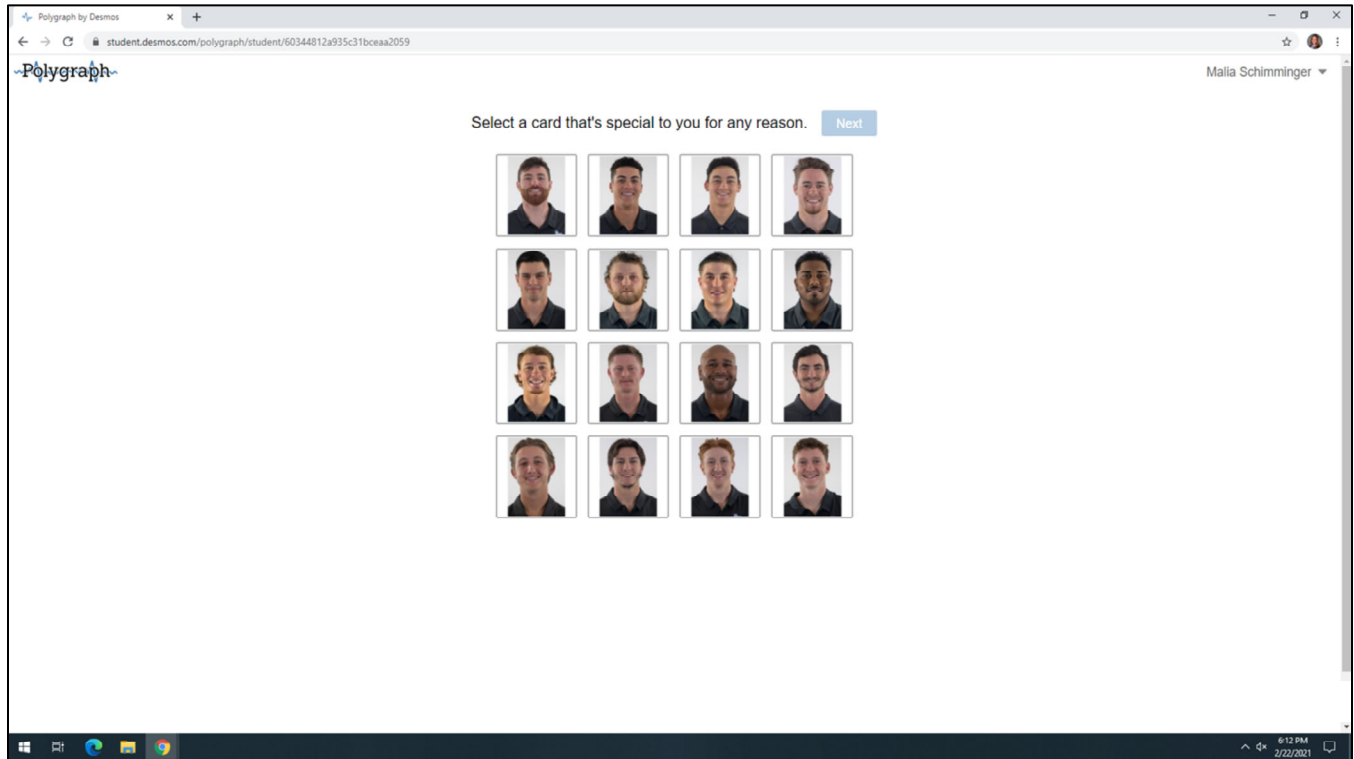 Polygraph by Desmos
student.desmos.com/polygraph/student/60344812a935c31bceaa2059
Polygraph
Malia Schimminger
Select a card that's special to you for any reason. Next
6:12 PM
2/22/2021